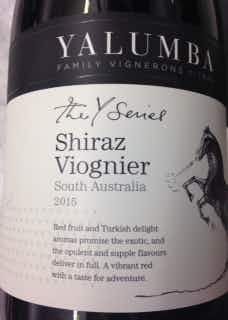 YALUMBA
FAMILY VIGNERONS
The Y Series
Shiraz
Viognier
South Australia
2015
Red fruit and Turkish delight
aromas promise the exotic, and
the opulent and supple flavours
deliver in full. A vibrant red
with a taste for adventure.